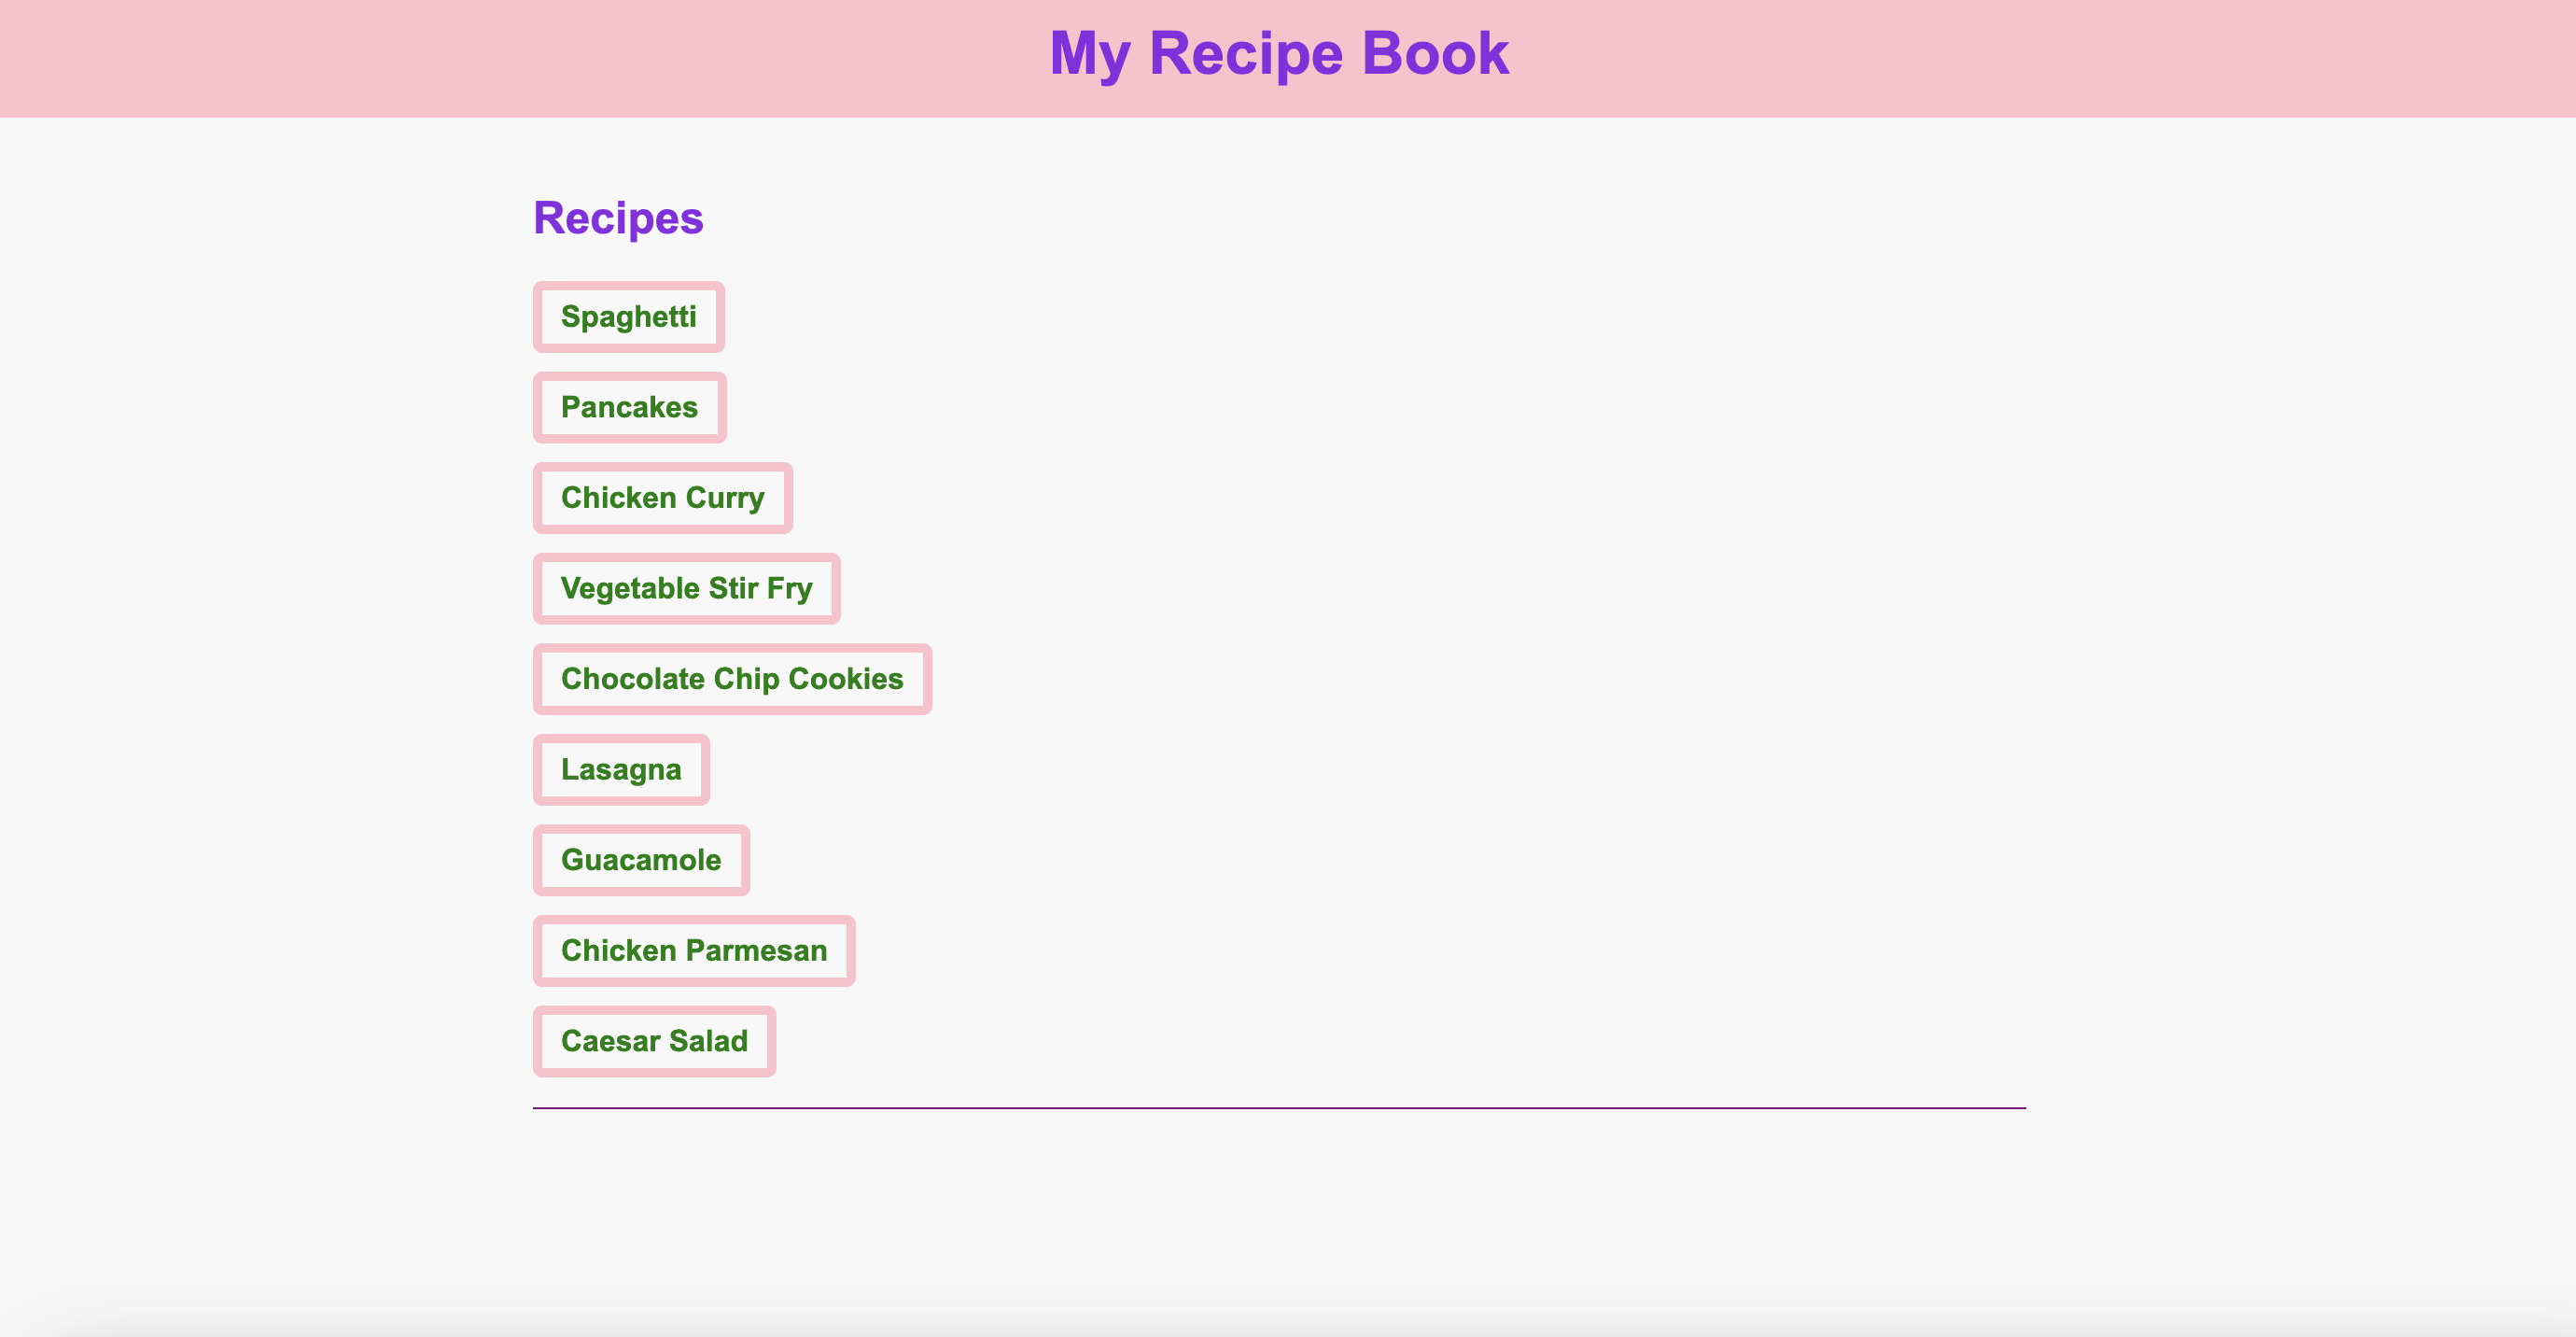 My Recipe Book
Recipes
Spaghetti
Pancakes
Chicken Curry
Vegetable Stir Fry
Chocolate Chip Cookies
Lasagna
Guacamole
Chicken Parmesan
Caesar Salad